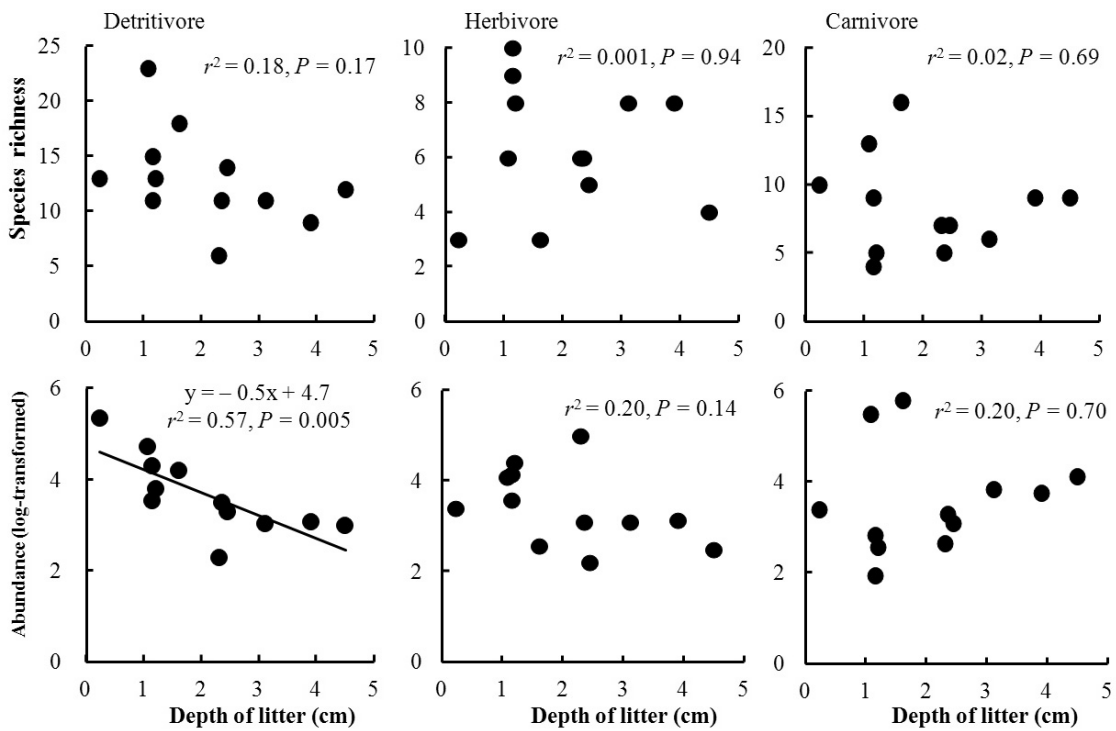 Detritivore
Herbivore
Carnivore
Species richness
25
20
15
10
5
0
r² = 0.18, P = 0.17
0 1 2 3 4 5
10
8
6
4
2
0
r² = 0.001, P = 0.94
0 1 2 3 4 5
20
15
10
5
0
r² = 0.02, P = 0.69
0 1 2 3 4 5
Abundance (log-transformed)
6
4
2
0
y = – 0.5x + 4.7
r² = 0.57, P = 0.005
0 1 2 3 4 5
Depth of litter (cm)
6
4
2
0
r² = 0.20, P = 0.14
0 1 2 3 4 5
Depth of litter (cm)
6
4
2
0
r² = 0.20, P = 0.70
0 1 2 3 4 5
Depth of litter (cm)